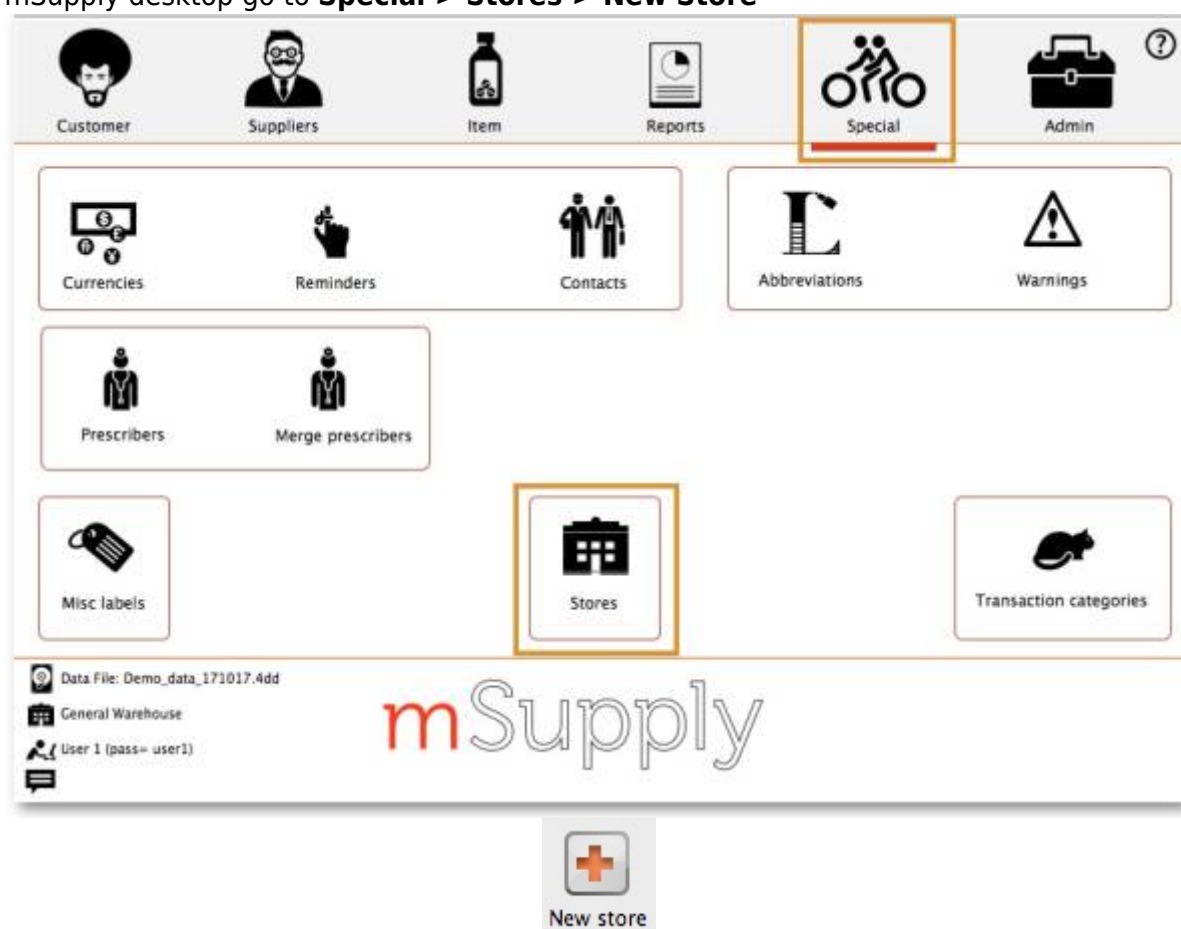 mSupply desktop go to Special > Stores > New Store
Customer Suppliers Item Reports Special Admin ?
Currencies Reminders Contacts Abbreviations Warnings
Prescribers Merge prescribers
Misc labels Stores Transaction categories
Data File: Demo_data_171017.4dd
General Warehouse
User 1 (pass= user1)
mSupply
New store